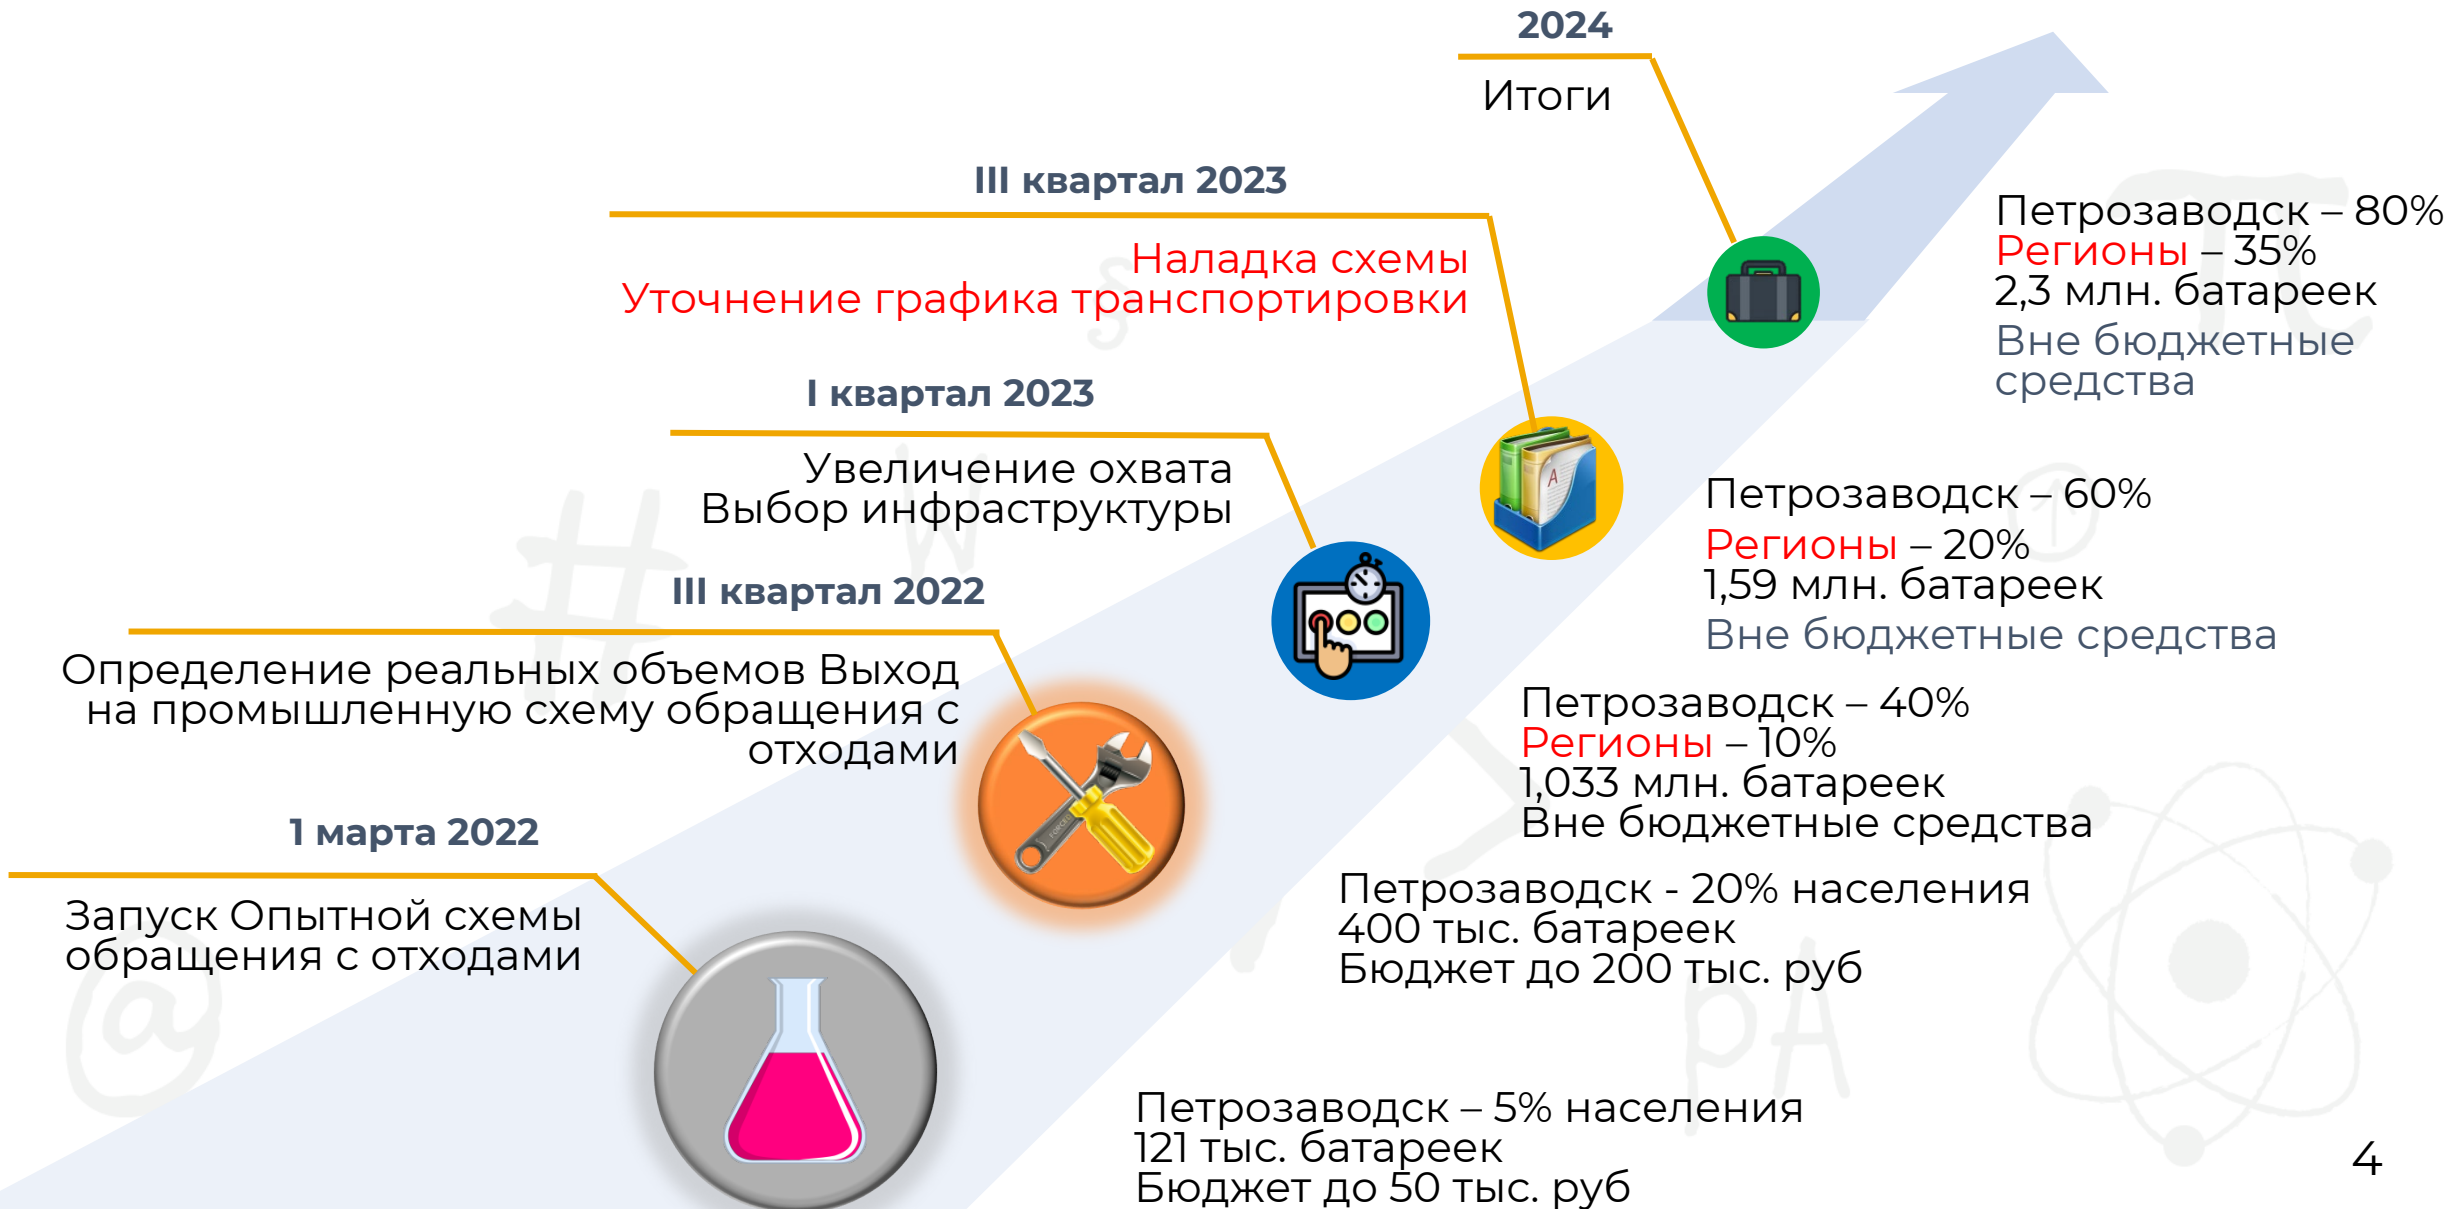 2024
Итоги
III квартал 2023
Наладка схемы
Уточнение графика транспортировки
I квартал 2023
Увеличение охвата
Выбор инфраструктуры
III квартал 2022
Определение реальных объемов Выход
на промышленную схему обращения с
отходами
1 марта 2022
Запуск Опытной схемы
обращения с отходами
Петрозаводск – 80%
Регионы – 35%
2,3 млн. батареек
Вне бюджетные
средства
Петрозаводск – 60%
Регионы – 20%
1,59 млн. батареек
Вне бюджетные средства
Петрозаводск – 40%
Регионы – 10%
1,033 млн. батареек
Вне бюджетные средства
Петрозаводск - 20% населения
400 тыс. батареек
Бюджет до 200 тыс. руб
Петрозаводск – 5% населения
121 тыс. батареек
Бюджет до 50 тыс. руб
4